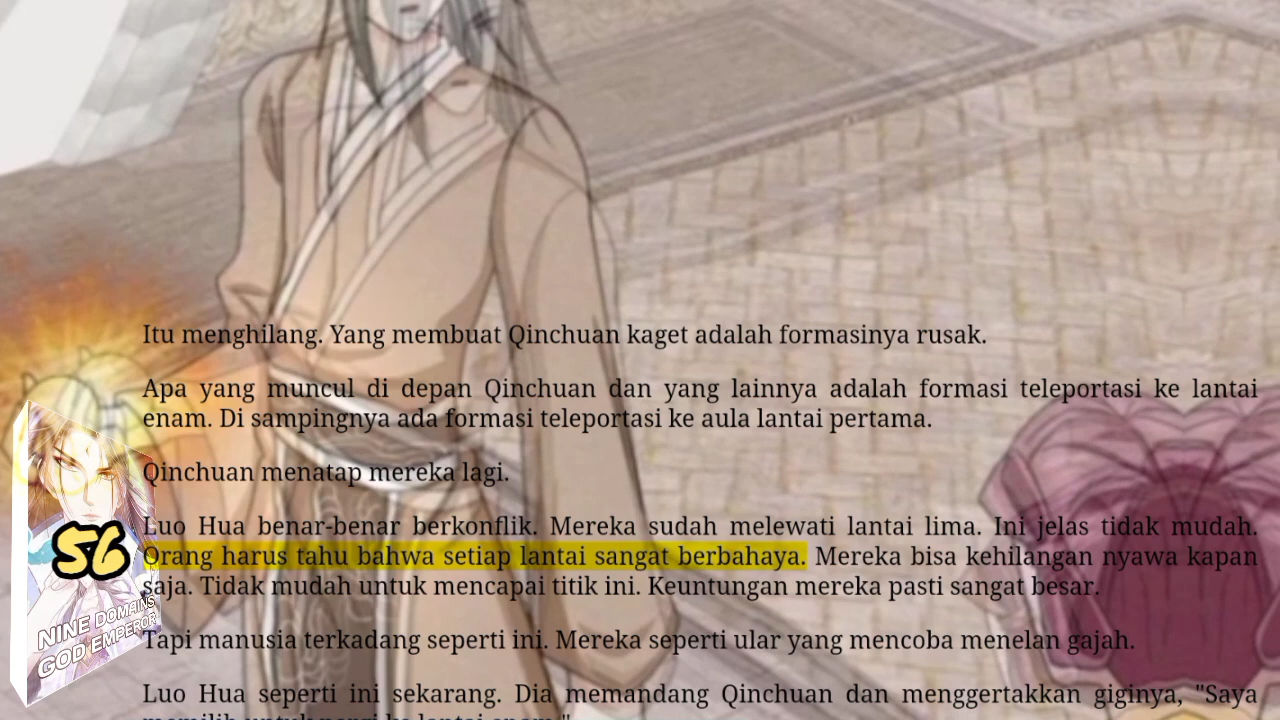 Itu menghilang. Yang membuat Qinchuan kaget adalah formasinya rusak.
Apa yang muncul di depan Qinchuan dan yang lainnya adalah formasi teleportasi ke lantai
enam. Di sampingnya ada formasi teleportasi ke aula lantai pertama.
Qinchuan menatap mereka lagi.
Luo Hua benar-benar berkonflik. Mereka sudah melewati lantai lima. Ini jelas tidak mudah.
Orang harus tahu bahwa setiap lantai sangat berbahaya. Mereka bisa kehilangan nyawa kapan
saja. Tidak mudah untuk mencapai titik ini. Keuntungan mereka pasti sangat besar.
Tapi manusia terkadang seperti ini. Mereka seperti ular yang mencoba menelan gajah.
Luo Hua seperti ini sekarang. Dia memandang Qinchuan dan menggertakkan giginya, "Saya
56
NINE DOMAINS
GOD EMPEROR